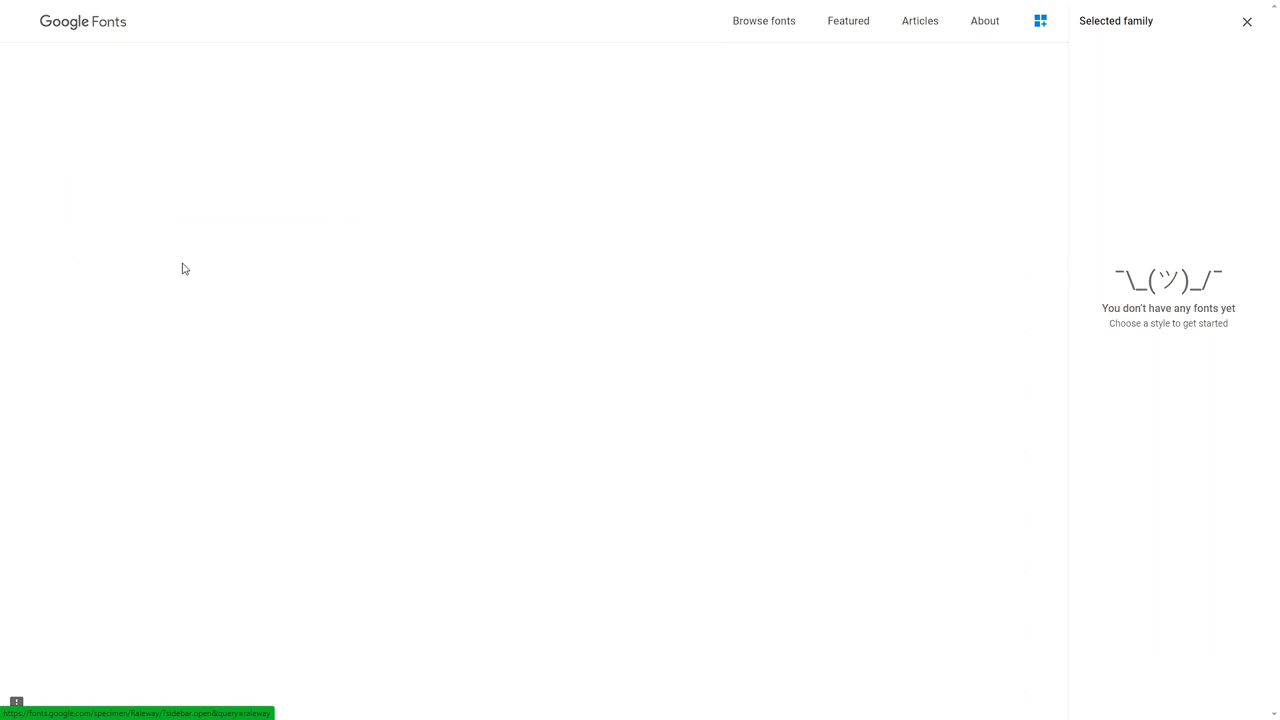 Google Fonts
Browse fonts
Featured
Articles
About
Selected family
¯\_(ツ)_/¯
You don't have any fonts yet
Choose a style to get started
https://fonts.google.com/specimen/Raleway/?sidebar.open&query=raleway